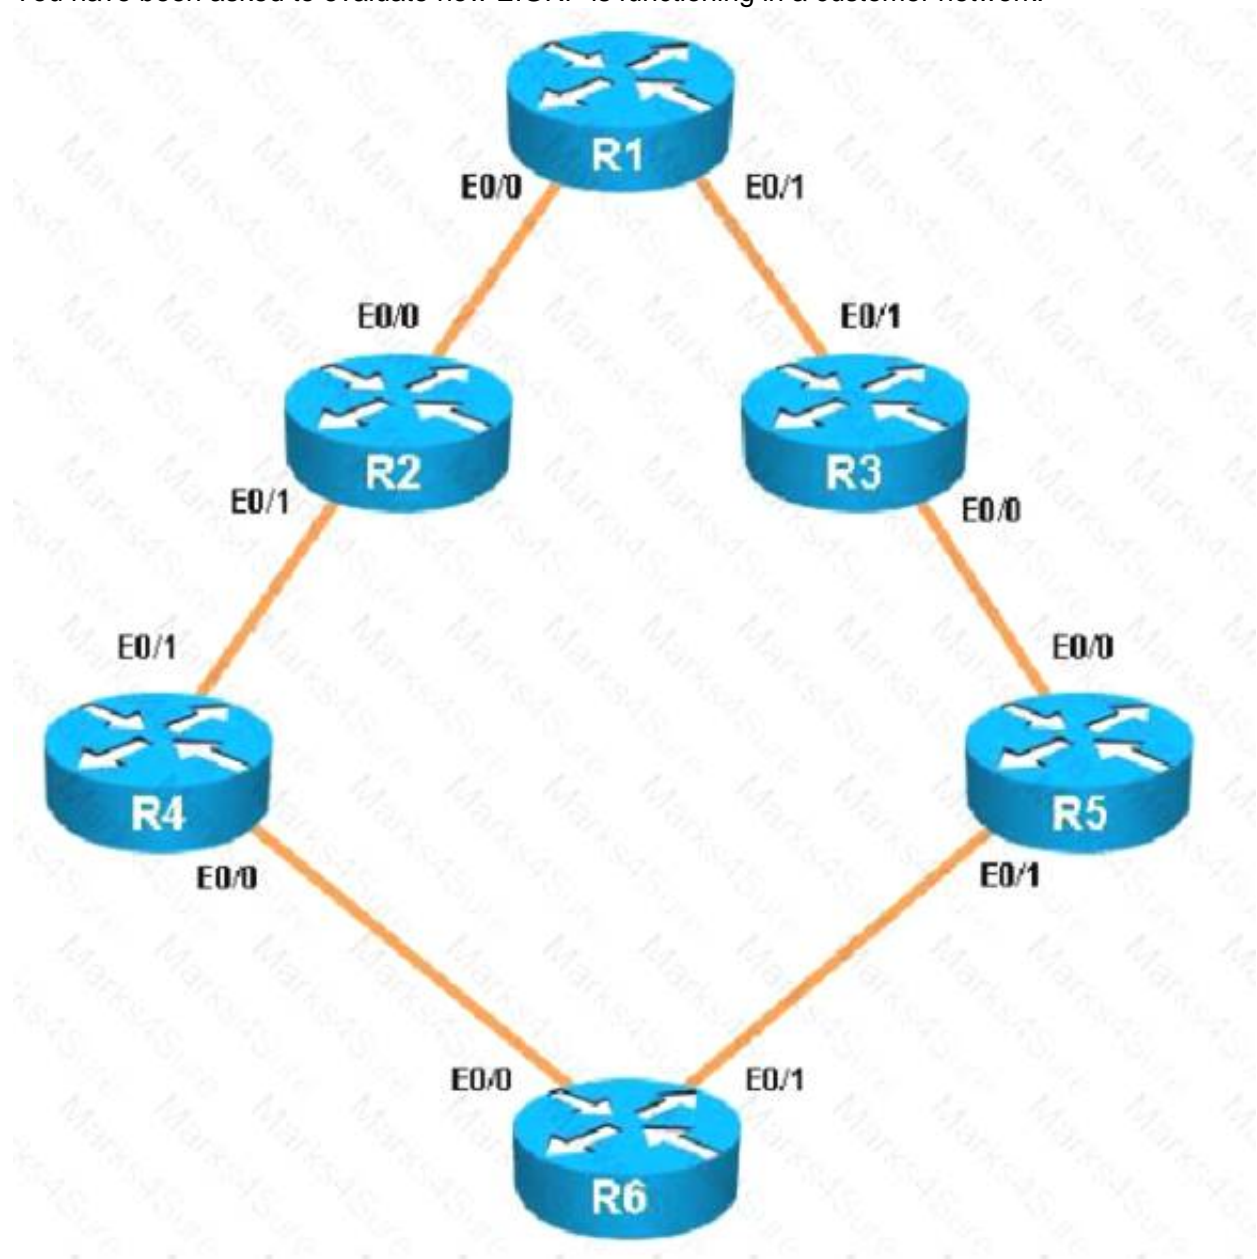 You have been asked to evaluate how EIGRP is functioning in a customer network.
R1
E0/0
E0/1
E0/0
E0/1
R2
R3
E0/1
E0/0
E0/1
E0/0
R4
R5
E0/0
E0/1
E0/0
E0/1
R6
Marks4Sure